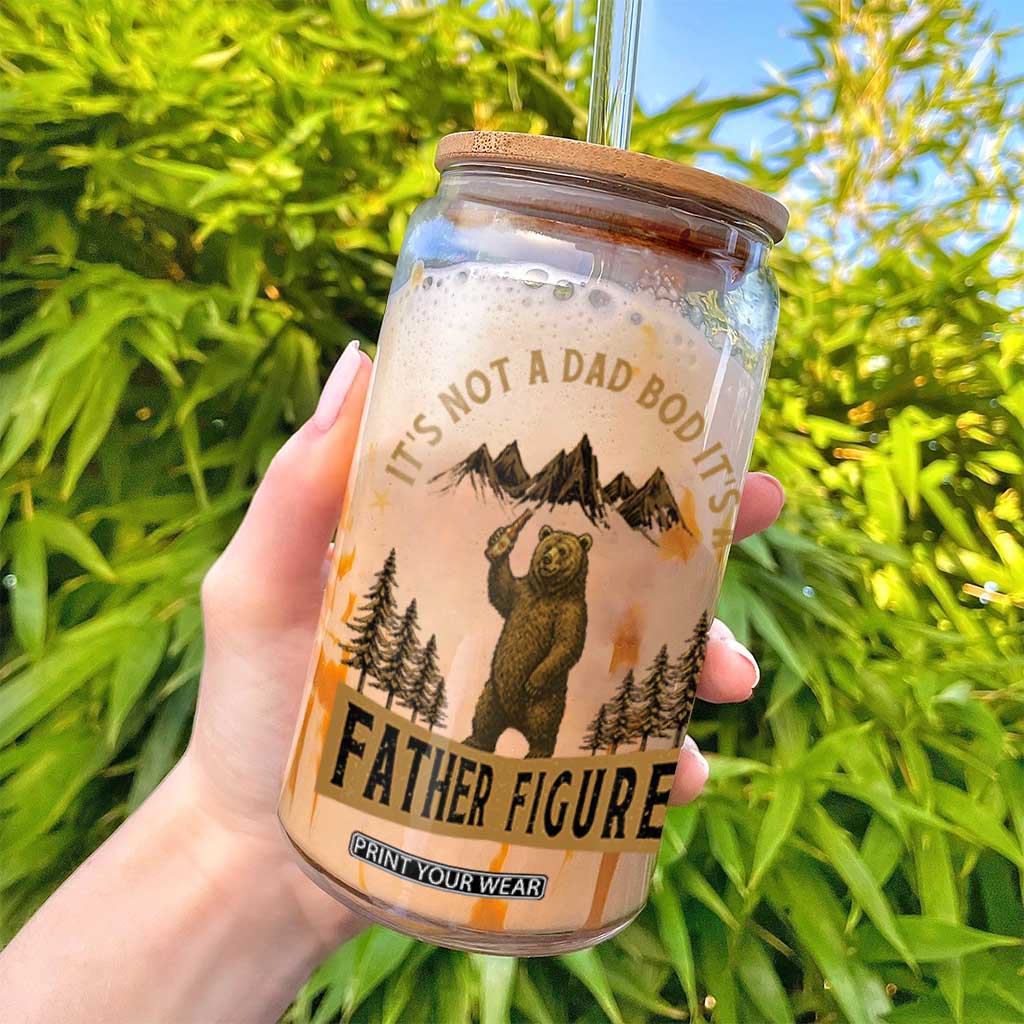 IT'S NOT A DAD BOD IT'S A
FATHER FIGURE
PRINT YOUR WEAR